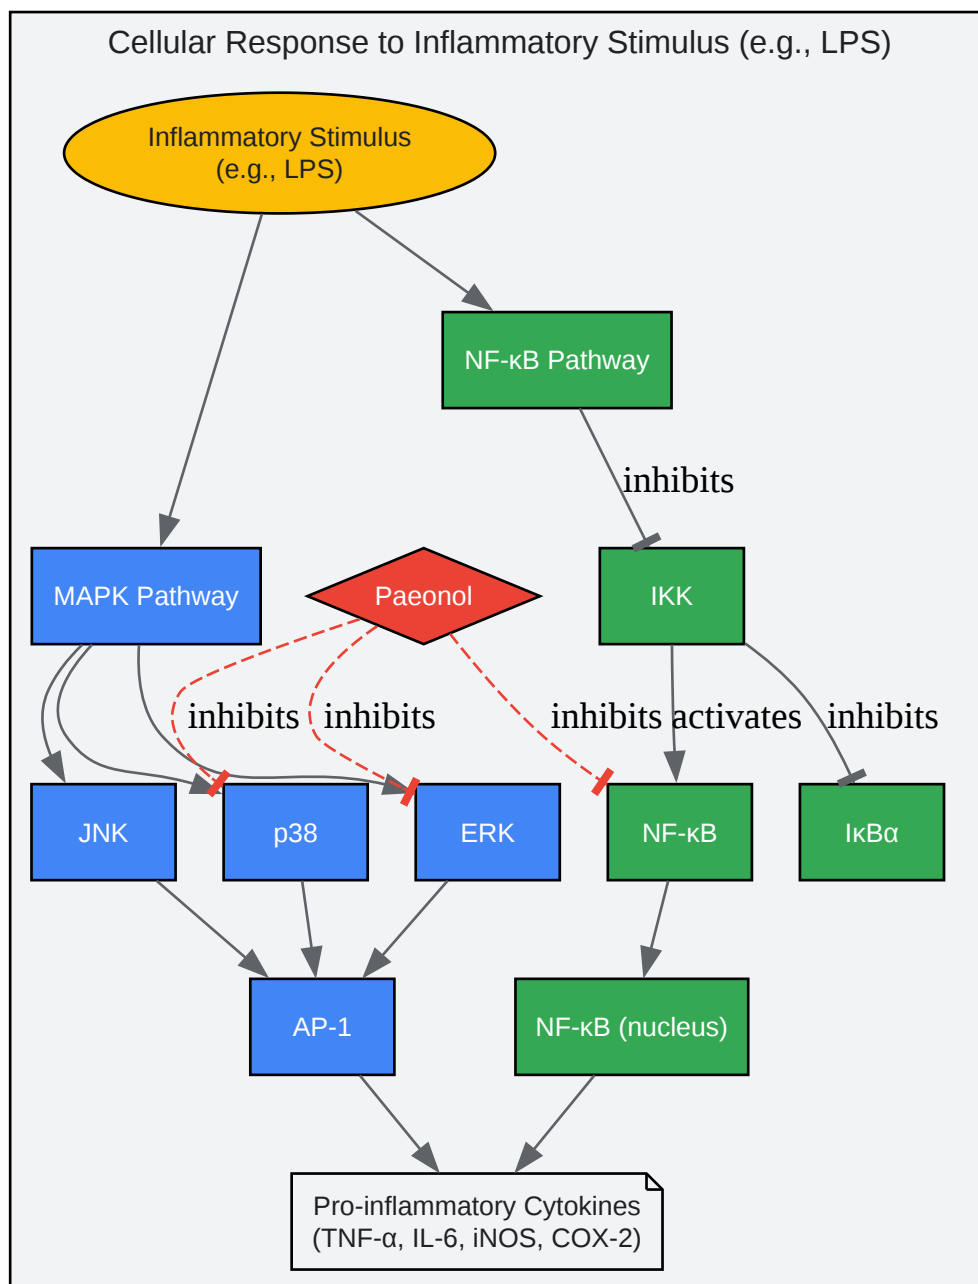 Cellular Response to Inflammatory Stimulus (e.g., LPS)
Inflammatory Stimulus
(e.g., LPS)
NF-κB Pathway
inhibits
MAPK Pathway
Paeonol
IKK
inhibits
inhibits
inhibits
activates
inhibits
JNK
p38
ERK
NF-κB
IκBα
AP-1
NF-κB (nucleus)
Pro-inflammatory Cytokines
(TNF-α, IL-6, iNOS, COX-2)